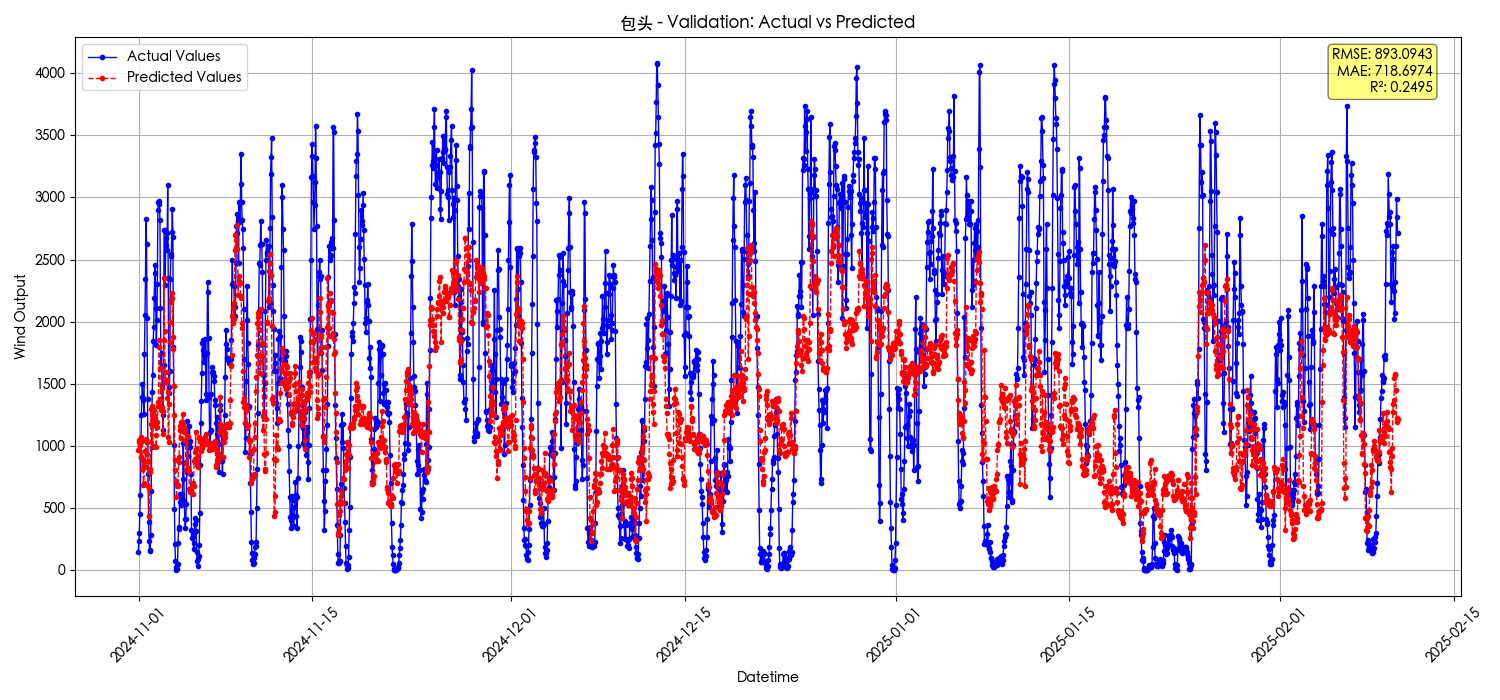 包头 - Validation: Actual vs Predicted
Actual Values
Predicted Values
RMSE: 893.0943
MAE: 718.6974
R²: 0.2495
Wind Output
4000
3500
3000
2500
2000
1500
1000
500
0
2024-11-01
2024-11-15
2024-12-01
2024-12-15
2025-01-01
2025-01-15
2025-02-01
2025-02-15
Datetime